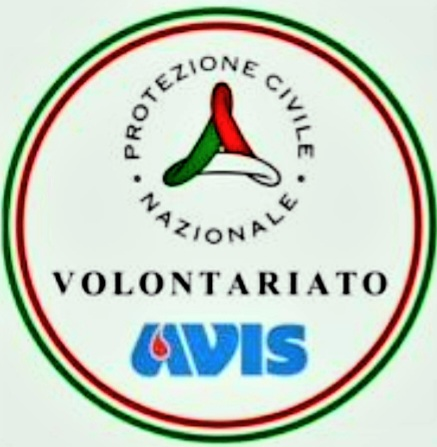 PROTEZIONE CIVILE
• NAZIONALE •
VOLONTARIATO
AVIS